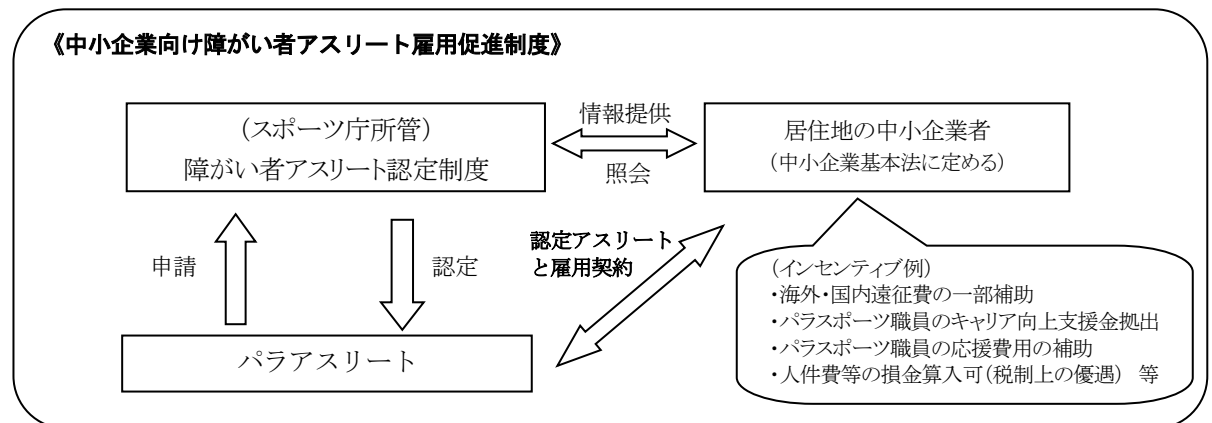 《中小企業向け障がい者アスリート雇用促進制度》
(スポーツ庁所管)
障がい者アスリート認定制度
情報提供
照会
居住地の中小企業者
(中小企業基本法に定める)
申請
認定
認定アスリート
と雇用契約
パラアスリート
(インセンティブ例)
・海外・国内遠征費の一部補助
・パラスポーツ職員のキャリア向上支援金拠出
・パラスポーツ職員の応援費用の補助
・人件費等の損金算入可(税制上の優遇) 等